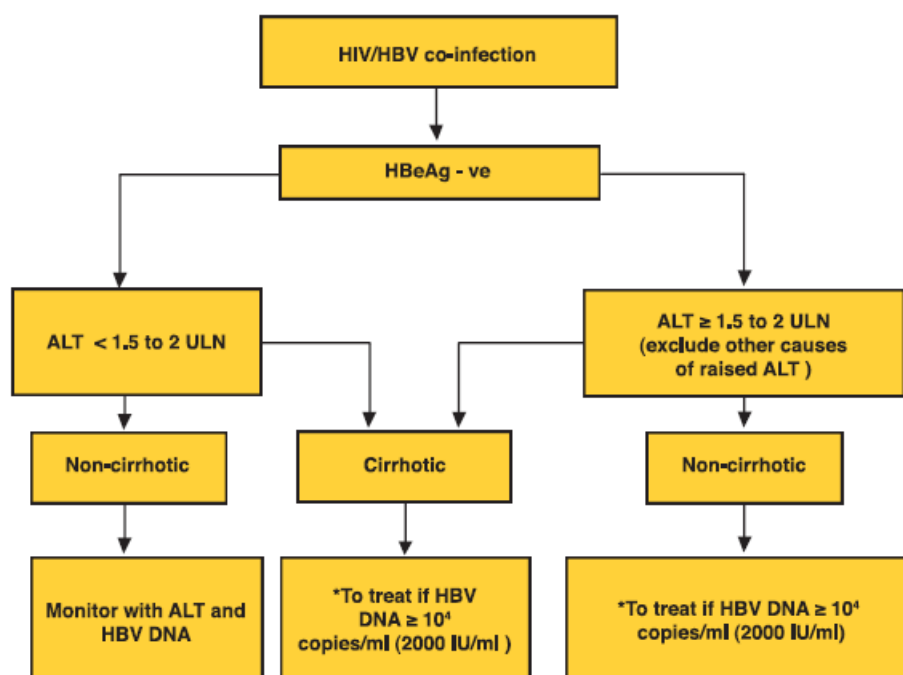 HIV/HBV co-infection
HBeAg - ve
ALT < 1.5 to 2 ULN
ALT ≥ 1.5 to 2 ULN
(exclude other causes
of raised ALT )
Non-cirrhotic
Cirrhotic
Non-cirrhotic
Monitor with ALT and
HBV DNA
*To treat if HBV
DNA ≥ 10⁴
copies/ml (2000 IU/ml )
*To treat if HBV DNA ≥ 10⁴
copies/ml (2000 IU/ml)